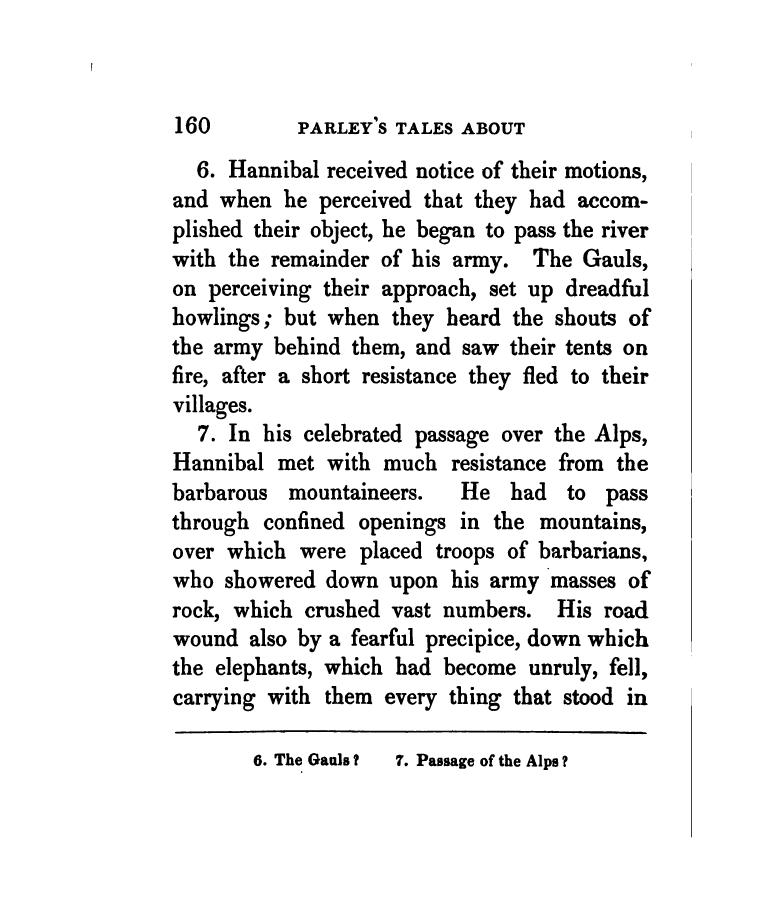 160 PARLEY'S TALES ABOUT
6. Hannibal received notice of their motions,
and when he perceived that they had accom-
plished their object, he began to pass the river
with the remainder of his army. The Gauls,
on perceiving their approach, set up dreadful
howlings; but when they heard the shouts of
the army behind them, and saw their tents on
fire, after a short resistance they fled to their
villages.
7. In his celebrated passage over the Alps,
Hannibal met with much resistance from the
barbarous mountaineers. He had to pass
through confined openings in the mountains,
over which were placed troops of barbarians,
who showered down upon his army masses of
rock, which crushed vast numbers. His road
wound also by a fearful precipice, down which
the elephants, which had become unruly, fell,
carrying with them every thing that stood in
6. The Gauls? 7. Passage of the Alps?